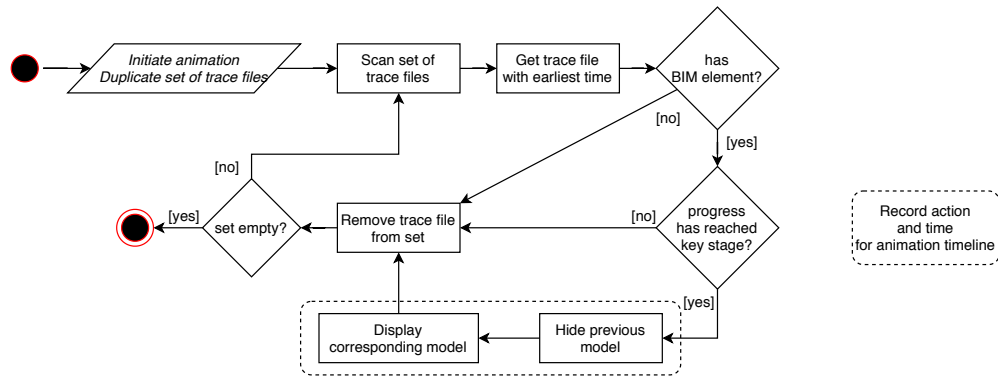 Initiate animation
Duplicate set of trace files
Scan set of
trace files
Get trace file
with earliest time
has
BIM element?
[no]
[yes]
[no]
[yes]
set empty?
Remove trace file
from set
[no]
progress
has reached
key stage?
Record action
and time
for animation timeline
[yes]
Display
corresponding model
Hide previous
model